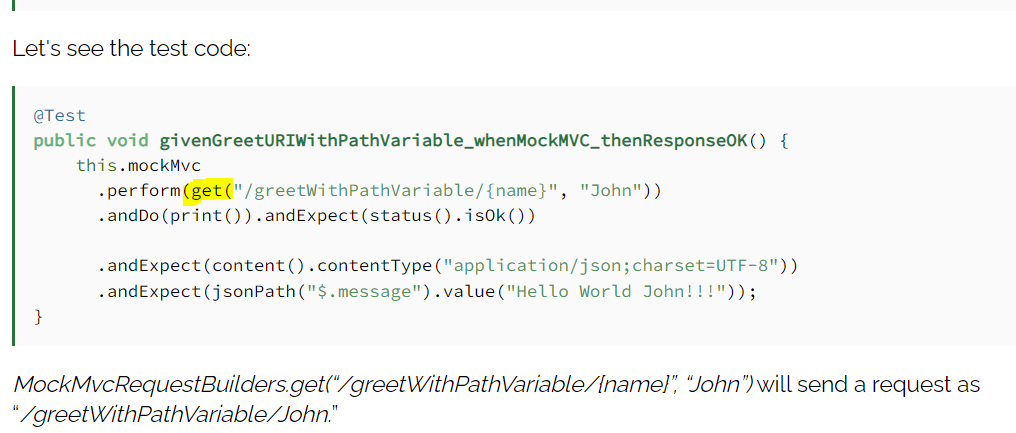 Let's see the test code:
@Test
public void givenGreetURIWithPathVariable_whenMockMVC_thenResponseOK() {
    this.mockMvc
      .perform(get("/greetWithPathVariable/{name}", "John"))
      .andDo(print()).andExpect(status().isOk())
      .andExpect(content().contentType("application/json;charset=UTF-8"))
      .andExpect(jsonPath("$.message").value("Hello World John!!!"));
}
MockMvcRequestBuilders.get(“/greetWithPathVariable/{name}”, “John”) will send a request as
“/greetWithPathVariable/John.”